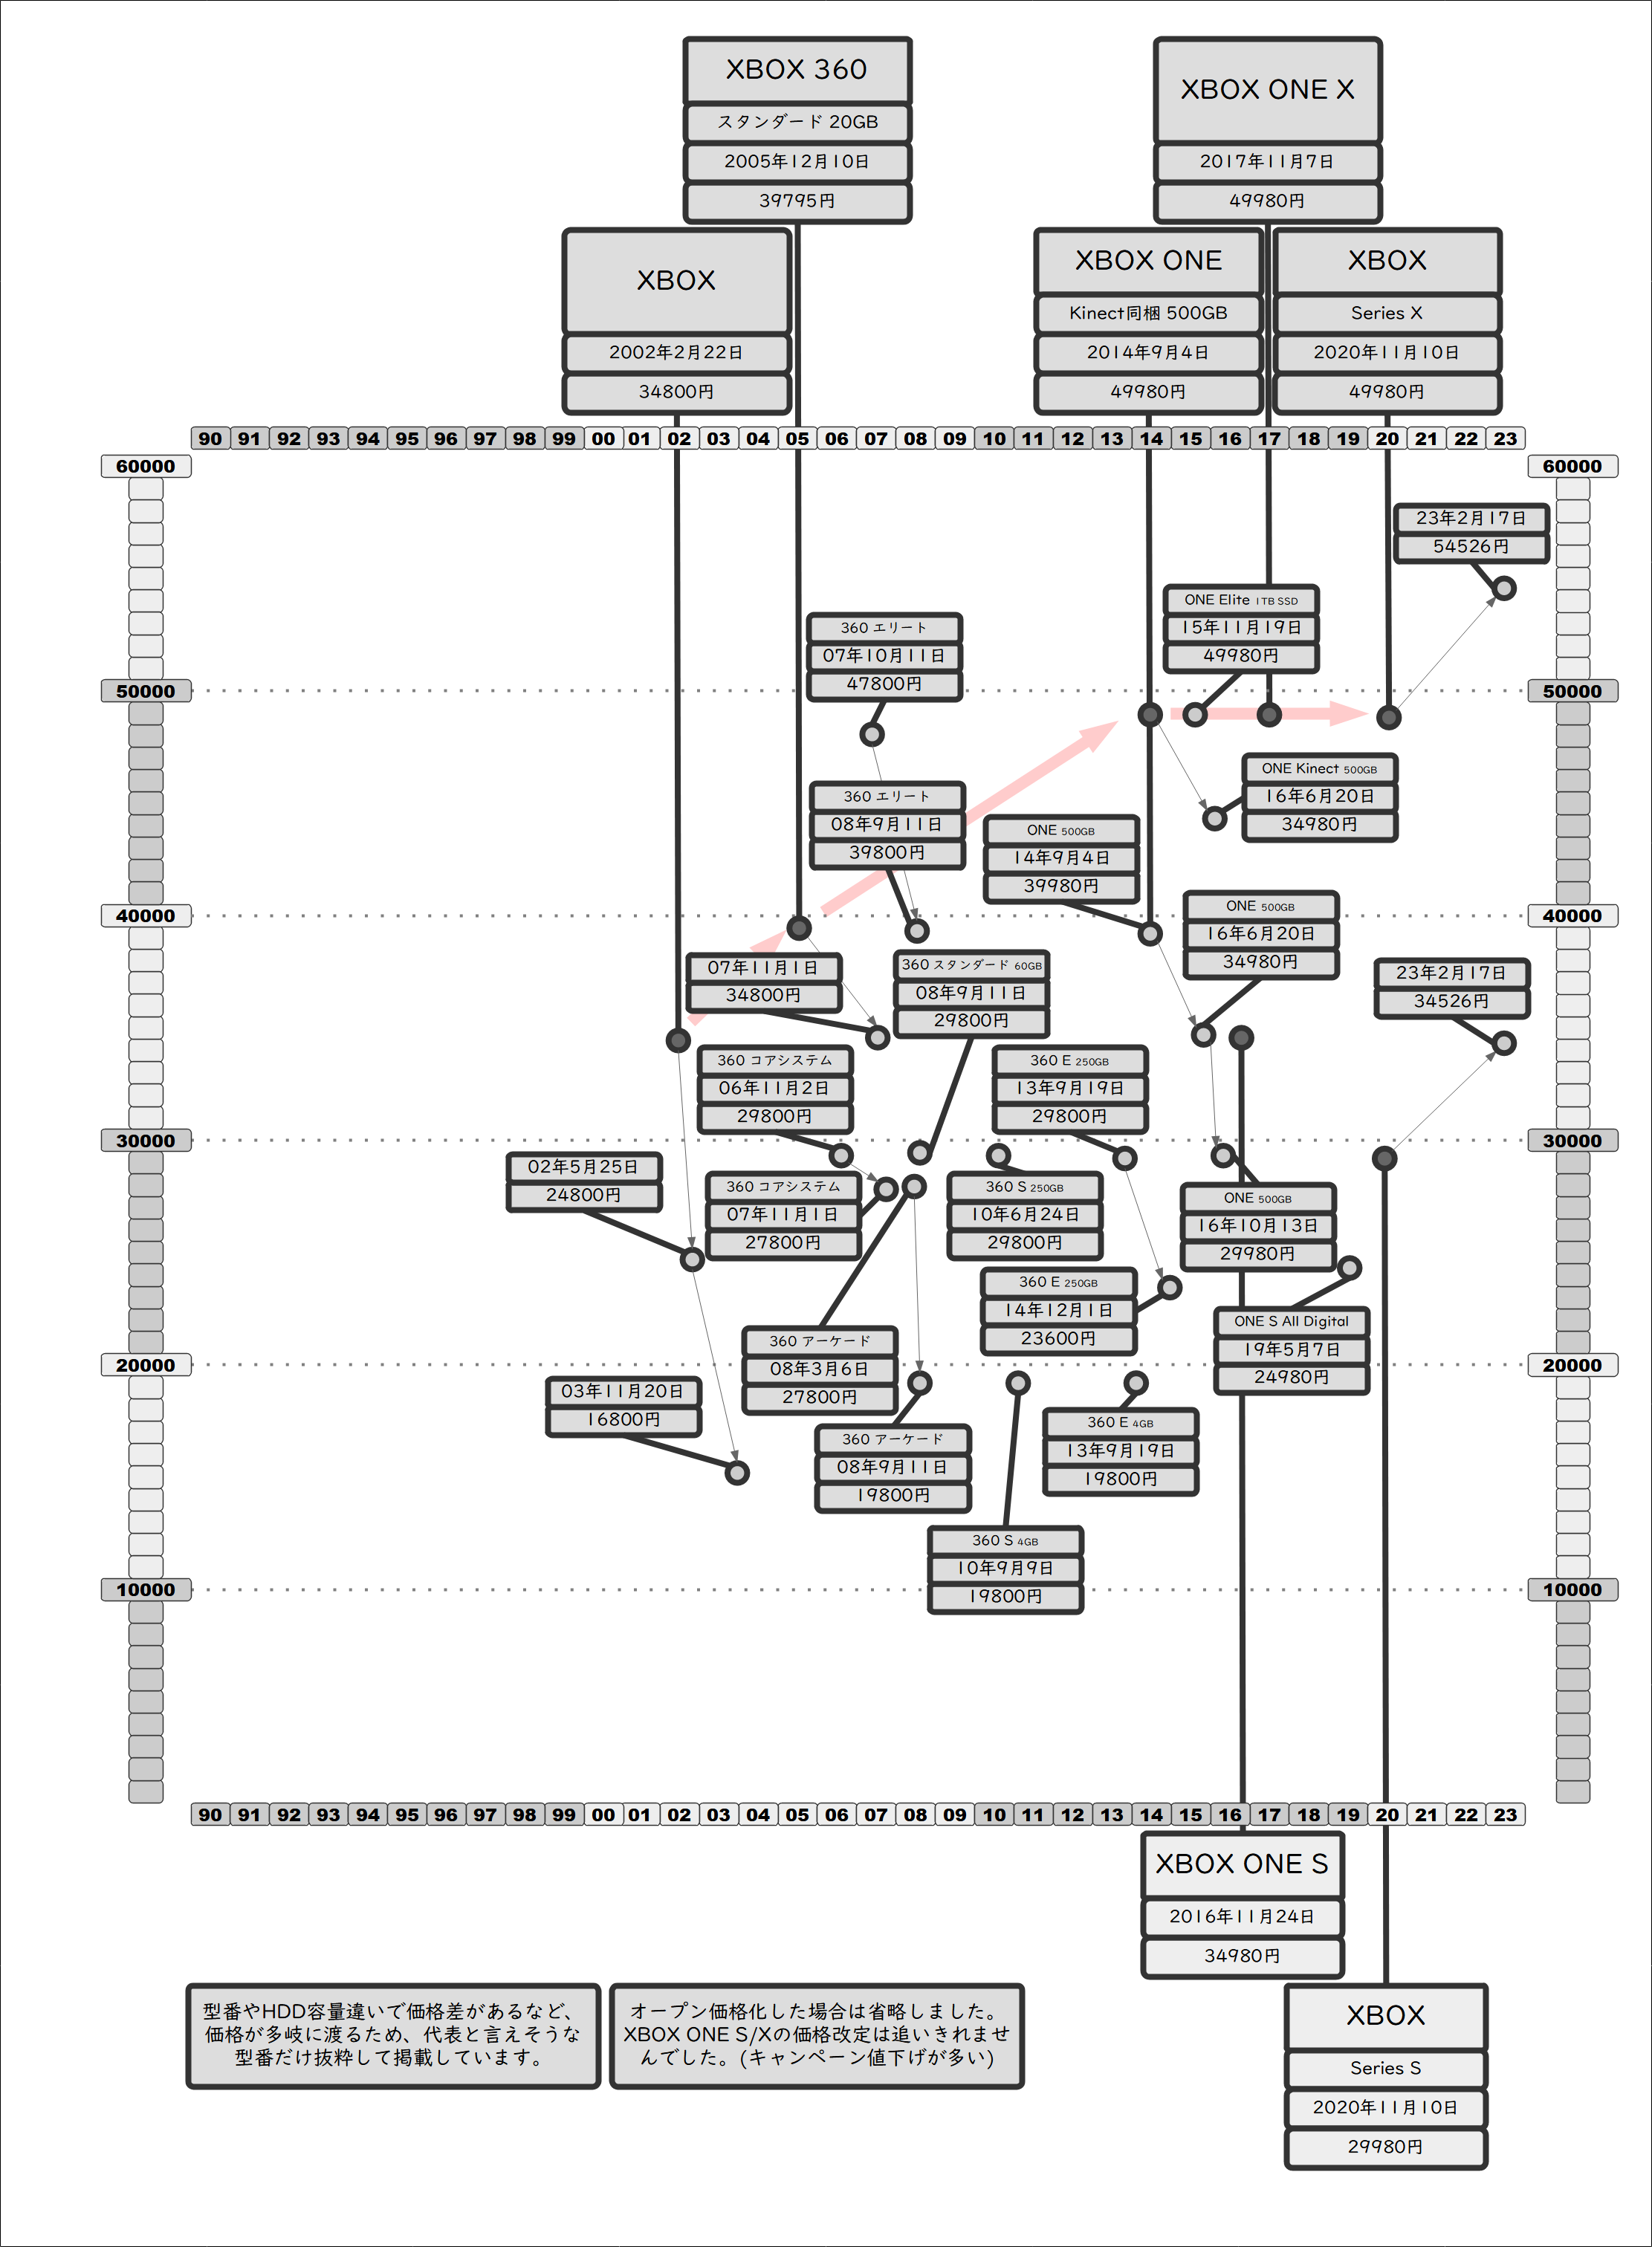 XBOX 360
スタンダード 20GB
2005年12月10日
39795円
XBOX ONE X
2017年11月7日
49980円
XBOX
2002年2月22日
34800円
XBOX ONE
Kinect同梱 500GB
2014年9月4日
49980円
XBOX
Series X
2020年11月10日
49980円
90 91 92 93 94 95 96 97 98 99 00 01 02 03 04 05 06 07 08 09 10 11 12 13 14 15 16 17 18 19 20 21 22 23
60000
60000
23年2月17日
54526円
ONE Elite 1TB SSD
15年11月19日
49980円
360 エリート
07年10月11日
47800円
50000
50000
ONE Kinect 500GB
16年6月20日
34980円
360 エリート
08年9月11日
39800円
ONE 500GB
14年9月4日
39980円
ONE 500GB
16年6月20日
34980円
40000
40000
07年11月1日
34800円
360 スタンダード 60GB
08年9月11日
29800円
23年2月17日
34526円
360 コアシステム
06年11月2日
29800円
360 E 250GB
13年9月19日
29800円
30000
30000
02年5月25日
24800円
360 コアシステム
07年11月1日
27800円
360 S 250GB
10年6月24日
29800円
ONE 500GB
16年10月13日
29980円
360 E 250GB
14年12月1日
23600円
ONE S All Digital
19年5月7日
24980円
360 アーケード
08年3月6日
27800円
20000
20000
03年11月20日
16800円
360 アーケード
08年9月11日
19800円
360 E 4GB
13年9月19日
19800円
360 S 4GB
10年9月9日
19800円
10000
10000
90 91 92 93 94 95 96 97 98 99 00 01 02 03 04 05 06 07 08 09 10 11 12 13 14 15 16 17 18 19 20 21 22 23
XBOX ONE S
2016年11月24日
34980円
型番やHDD容量違いで価格差があるなど、
価格が多岐に渡るため、代表と言えそうな
型番だけ抜粋して掲載しています。
オープン価格化した場合は省略しました。
XBOX ONE S/Xの価格改定は追いきれませ
んでした。(キャンペーン値下げが多い)
XBOX
Series S
2020年11月10日
29980円